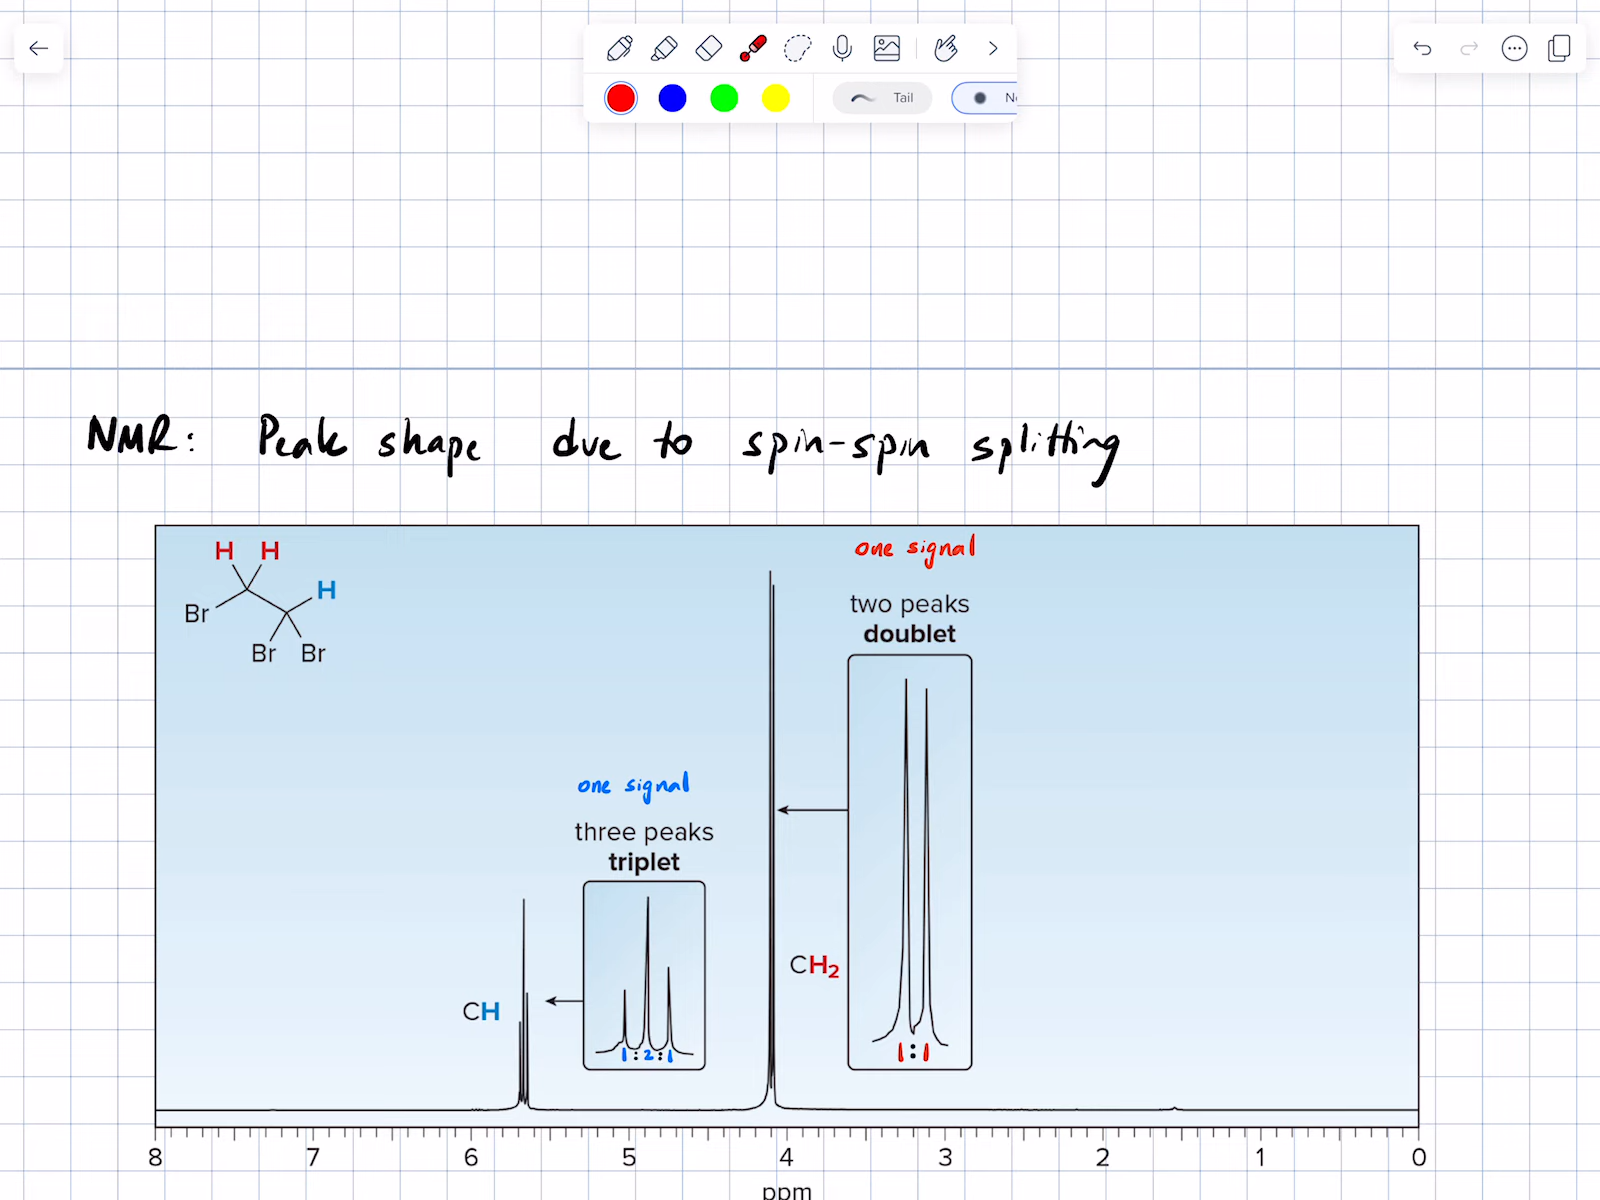 Tail
N
NMR: Peak shape due to spin-spin splitting
H H
H
Br
Br Br
one signal
two peaks
doublet
one signal
three peaks
triplet
CH₂
CH
1:2:1
1:1
8 7 6 5 4 3 2 1 0
ppm